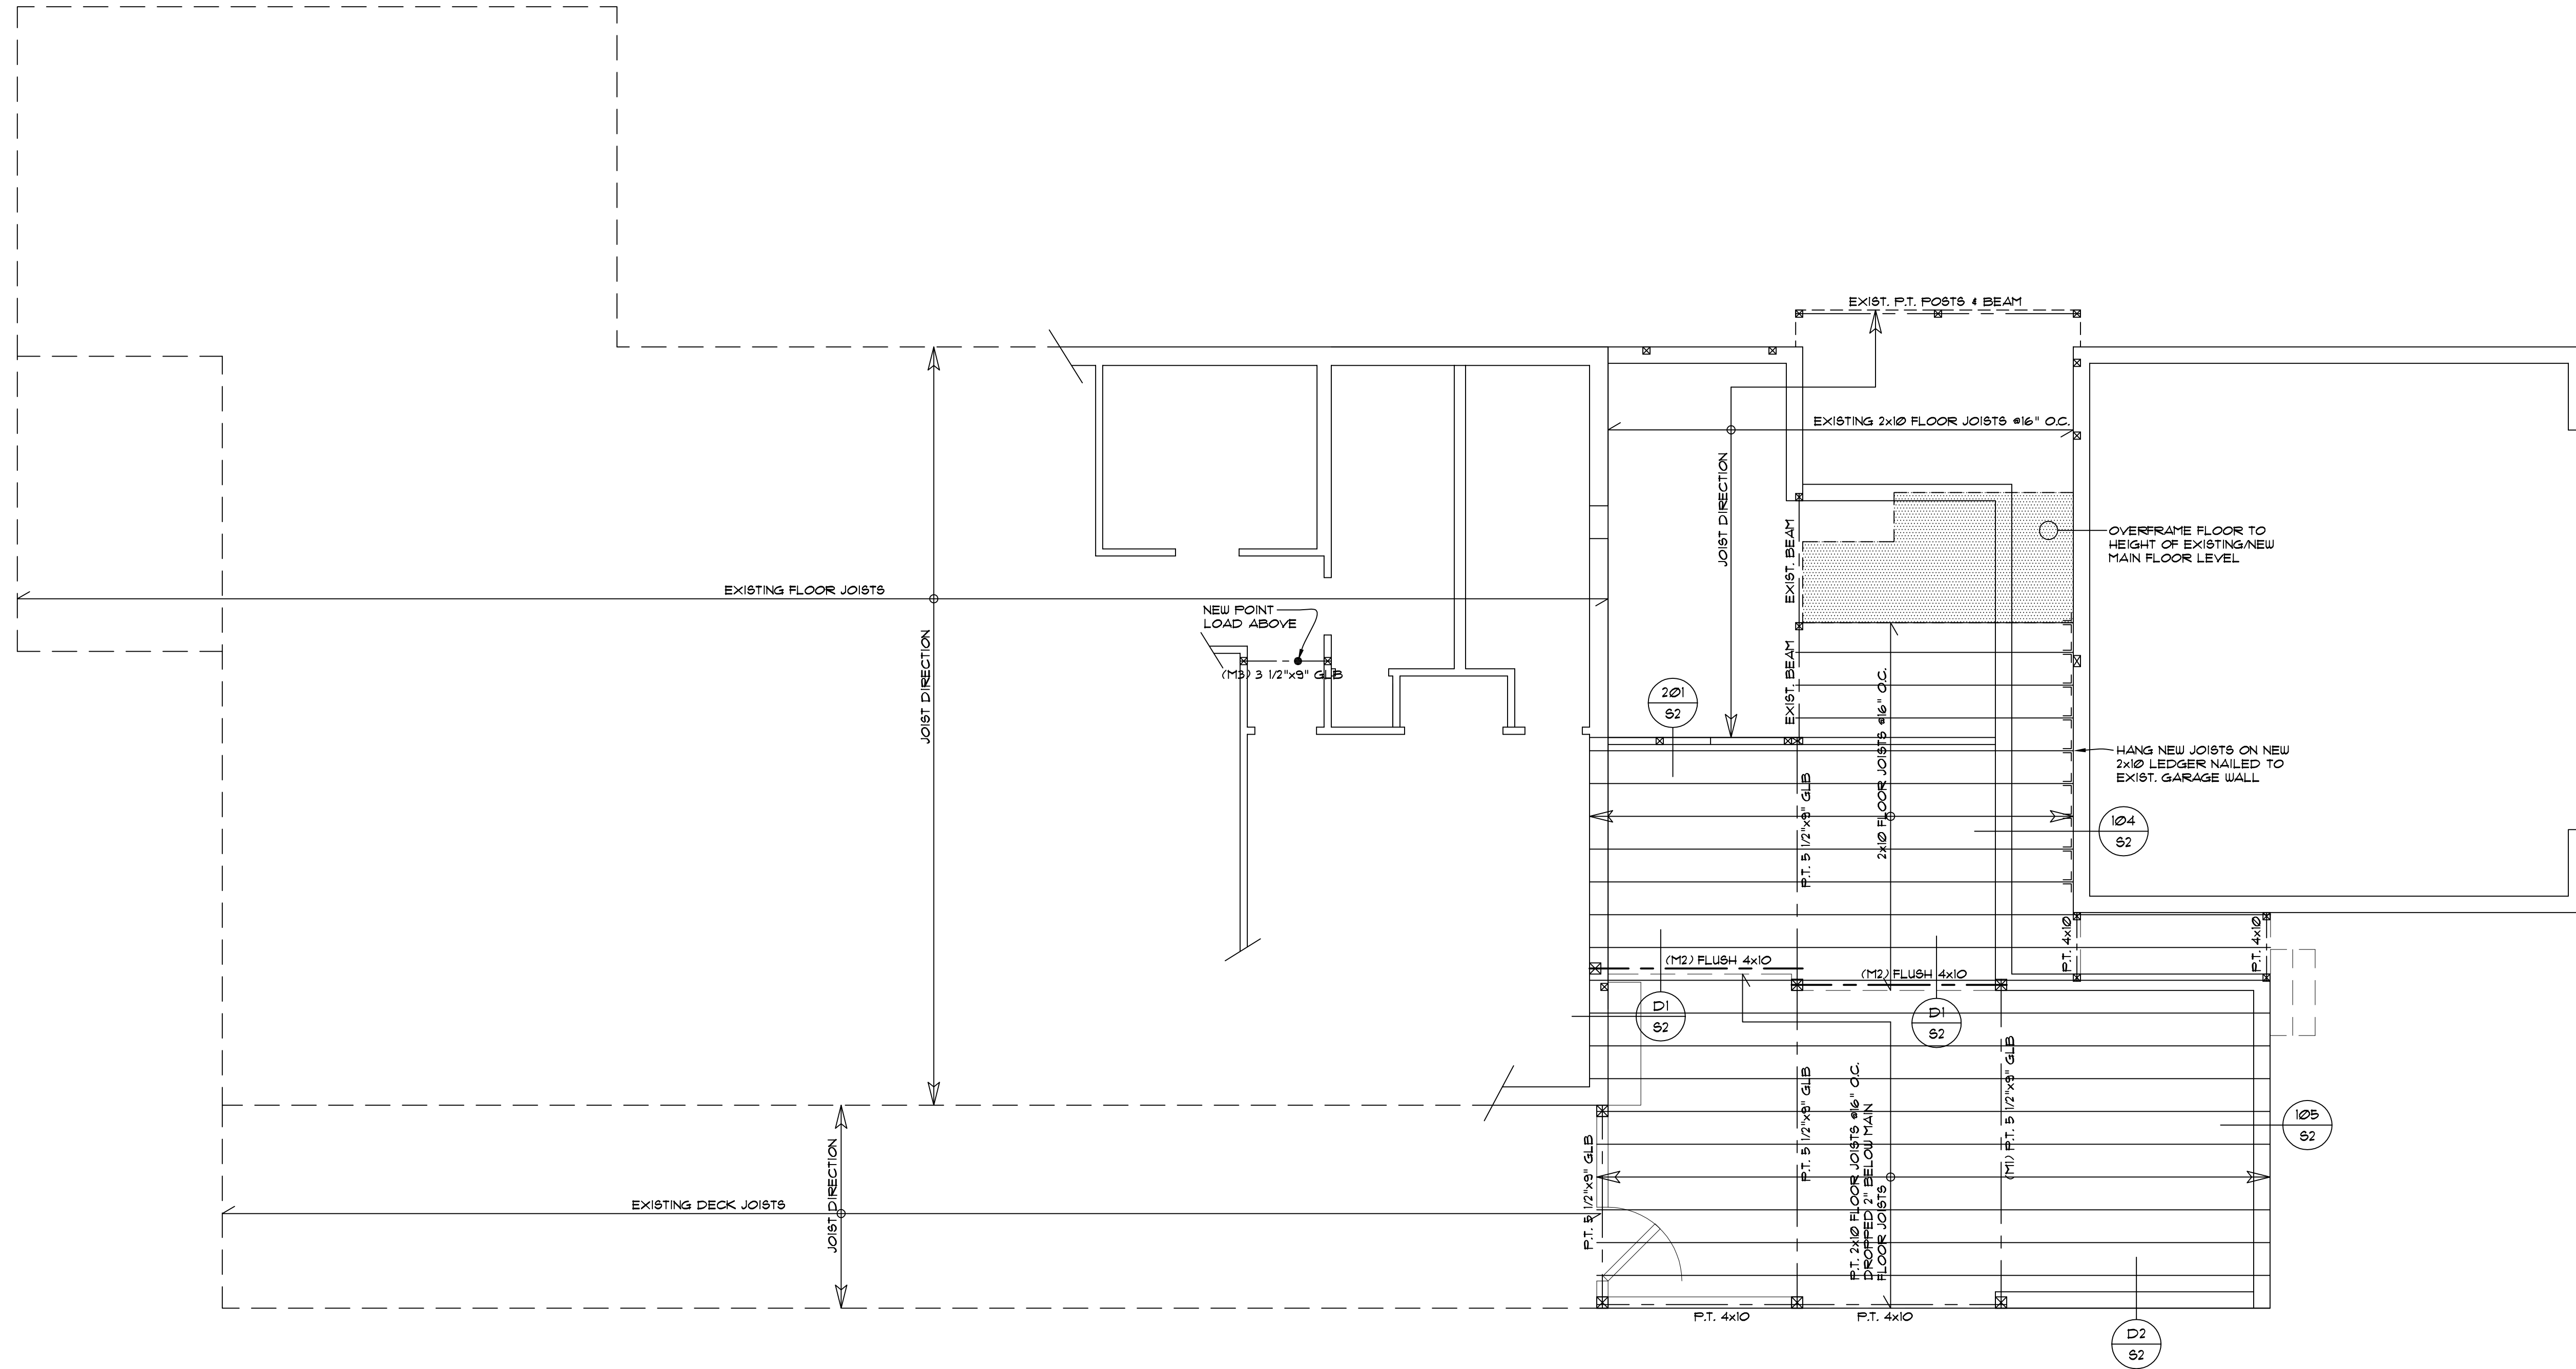 EXIST. P.T. POSTS & BEAM
EXISTING 2x10 FLOOR JOISTS @16" O.C.
JOIST DIRECTION
EXIST. BEAM
OVERFRAME FLOOR TO
HEIGHT OF EXISTING/NEW
MAIN FLOOR LEVEL
EXISTING FLOOR JOISTS
JOIST DIRECTION
NEW POINT
LOAD ABOVE
(M3) 3 1/2"x9" GLB
EXIST. BEAM
201
S2
2x10 FLOOR JOISTS @16" O.C.
HANG NEW JOISTS ON NEW
2x10 LEDGER NAILED TO
EXIST. GARAGE WALL
P.T. 5 1/2"x9" GLB
104
S2
P.T. 4x10
P.T. 4x10
(M2) FLUSH 4x10
(M2) FLUSH 4x10
D1
S2
D1
S2
P.T. 5 1/2"x9" GLB
P.T. 5 1/2"x9" GLB
P.T. 2x10 FLOOR JOISTS @16" O.C.
DROPPED 2" BELOW MAIN
FLOOR JOISTS
(M1) P.T. 5 1/2"x9" GLB
105
S2
EXISTING DECK JOISTS
JOIST DIRECTION
P.T. 4x10
P.T. 4x10
D2
S2